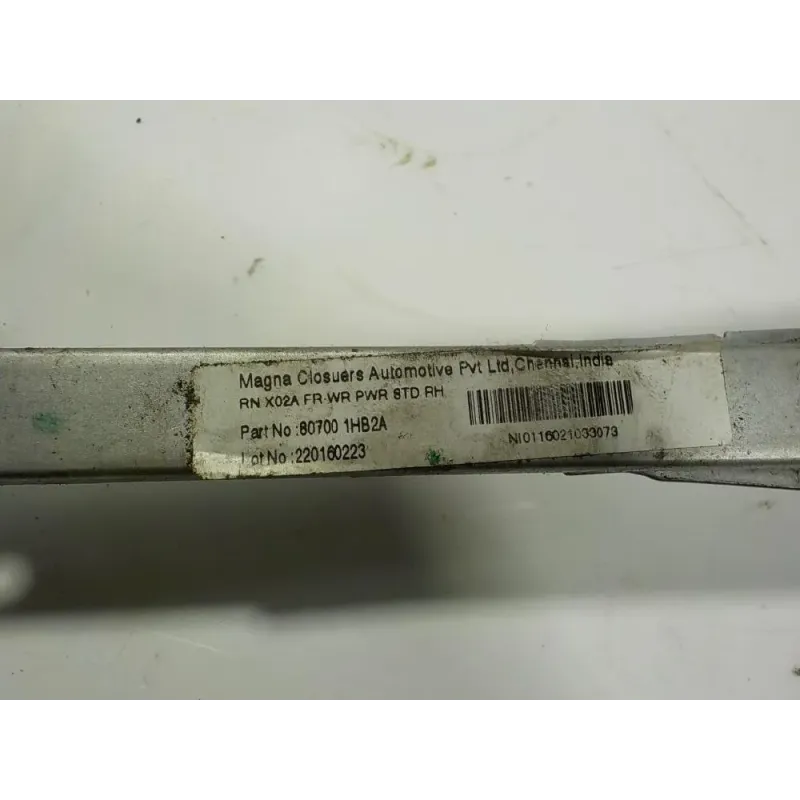 Magna Closuers Automotive Pvt Ltd,Chennai,India
RN X02A FR WR PWR STD RH
Part No :80700 1HB2A
Lot No :220160223
NI0116021033073